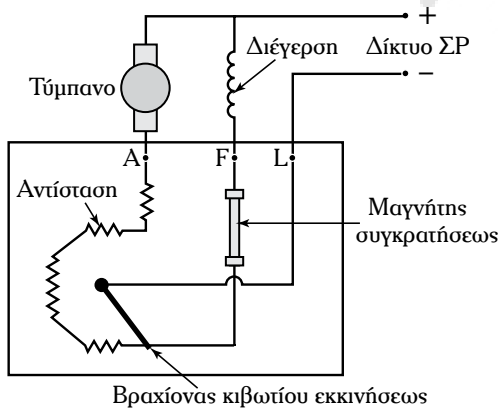 +
Διέγερση
Δίκτυο ΣΡ
−
Τύμπανο
A
F
L
Αντίσταση
Μαγνήτης
συγκρατήσεως
Βραχίονας κιβωτίου εκκινήσεως